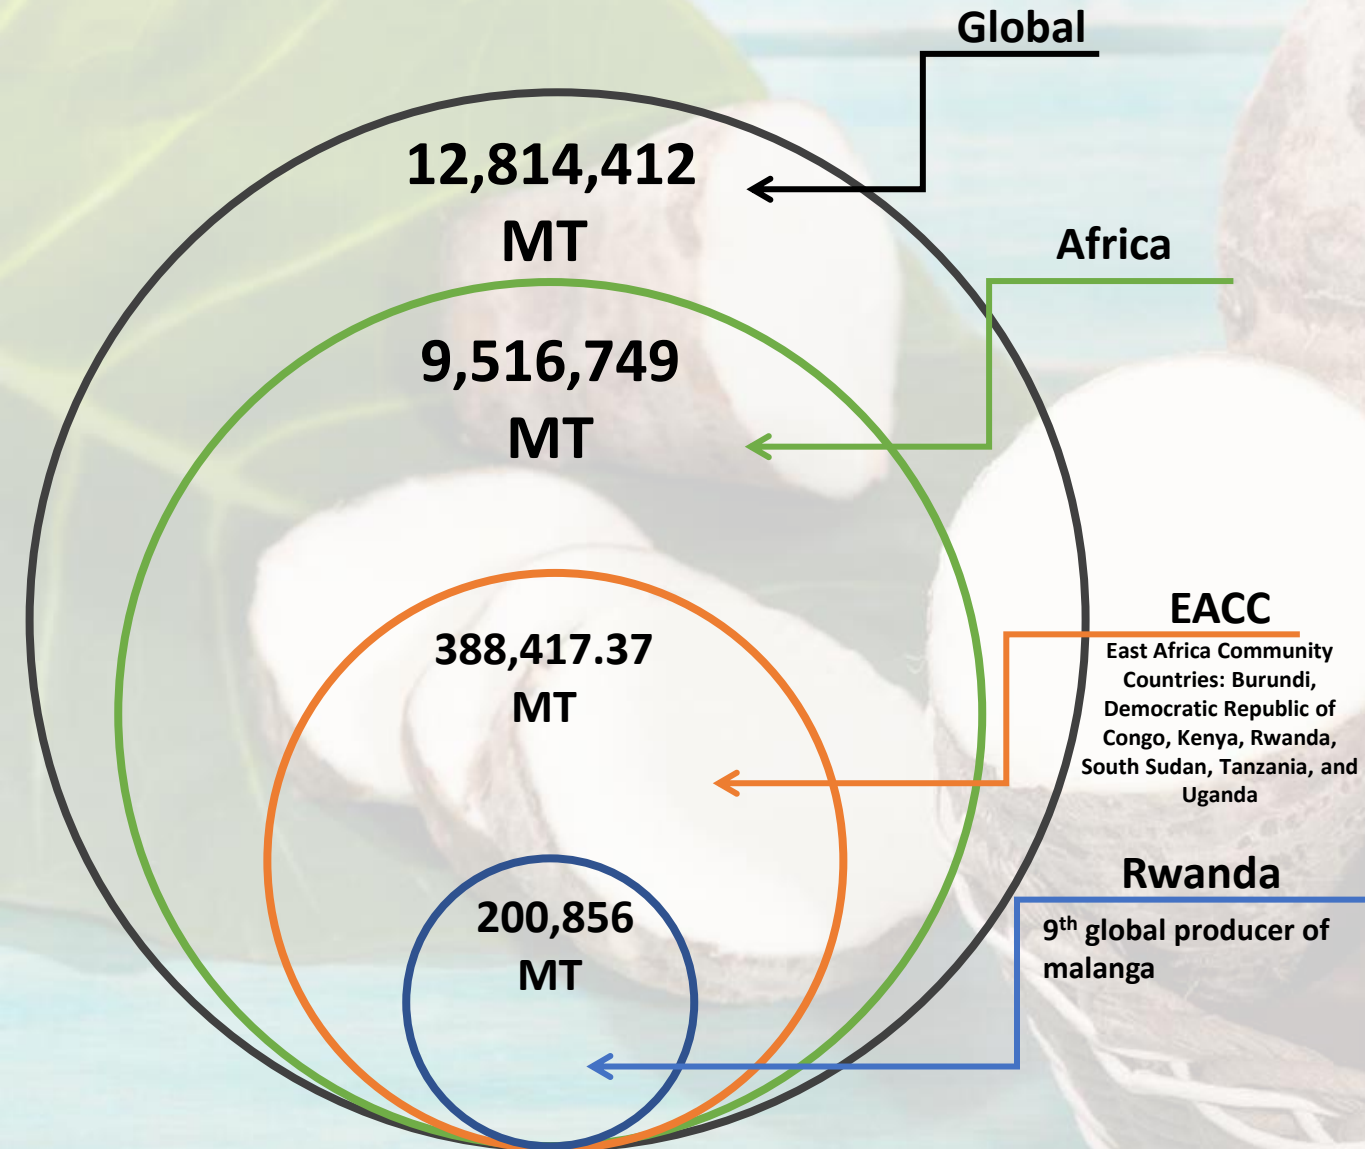 Global
12,814,412
MT
Africa
9,516,749
MT
EACC
East Africa Community
Countries: Burundi,
Democratic Republic of
Congo, Kenya, Rwanda,
South Sudan, Tanzania, and
Uganda
388,417.37
MT
Rwanda
9th global producer of
malanga
200,856
MT